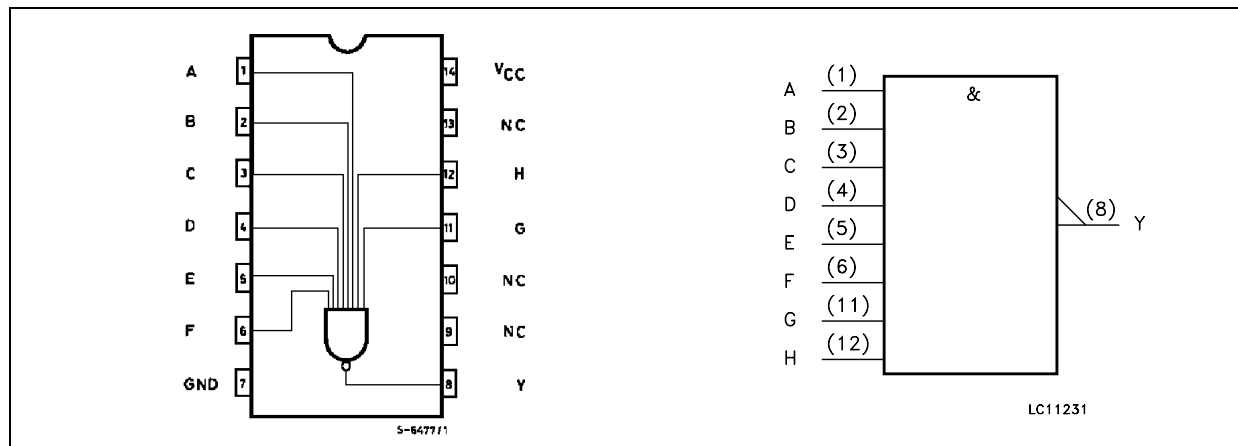 A 1 14 VCC
B 2 13 NC
C 3 12 H
D 4 11 G
E 5 10 NC
F 6 9 NC
GND 7 8 Y
S-6477/1
&
A (1)
B (2)
C (3)
D (4)
E (5)
F (6)
G (11)
H (12)
(8) Y
LC11231